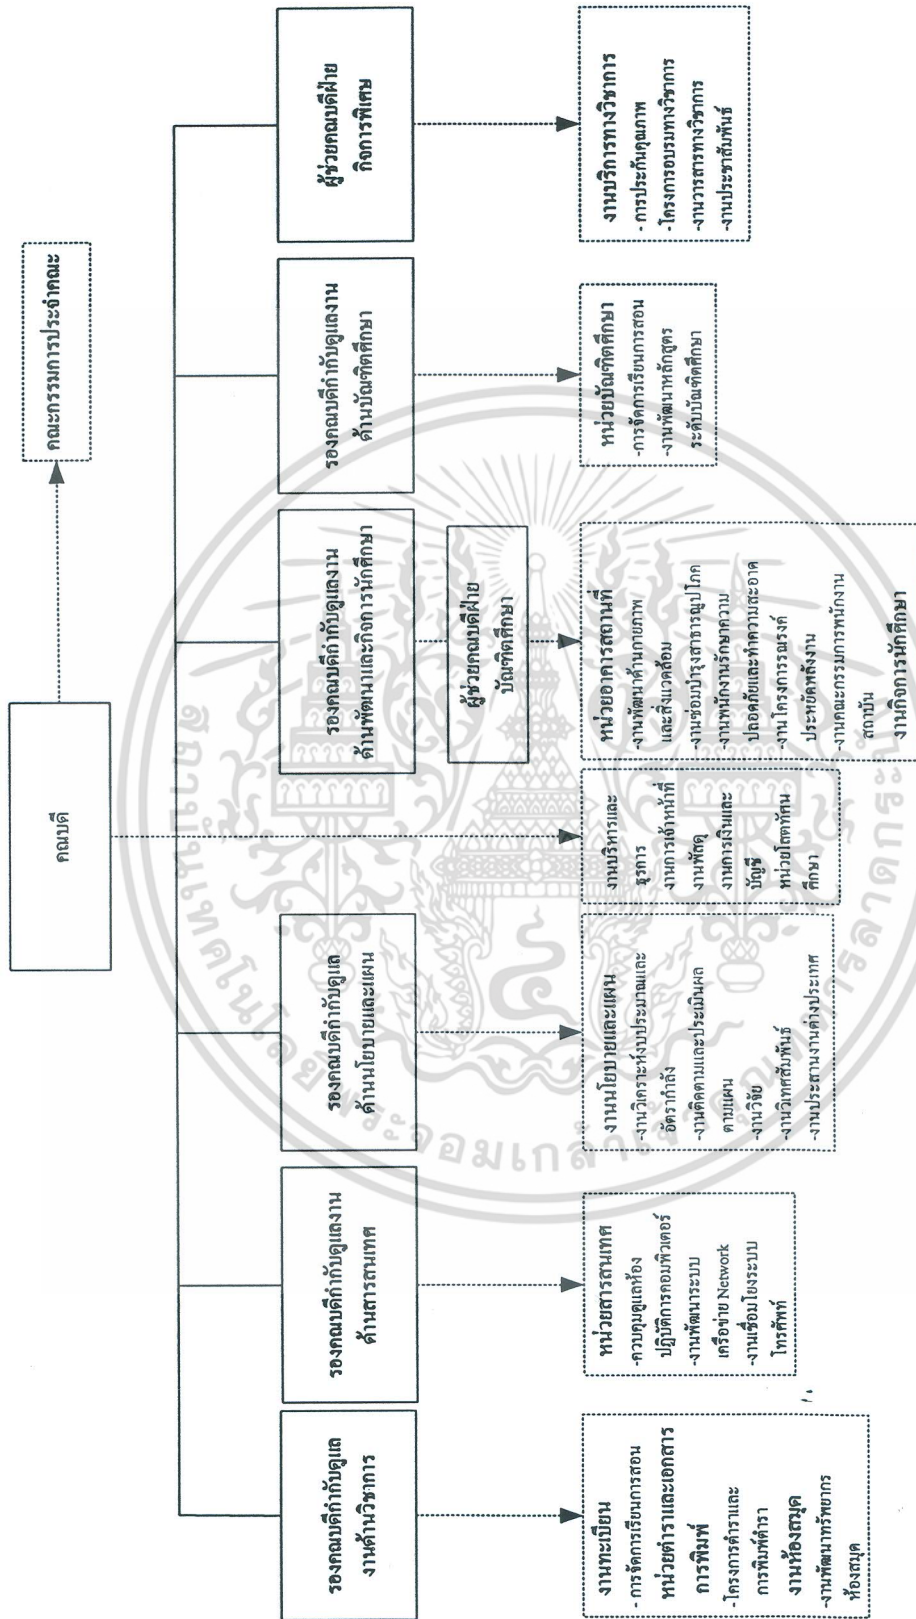 คณบดี
คณะกรรมการประจำคณะ
รองคณบดีกำกับดูแล
งานด้านวิชาการ
รองคณบดีกำกับดูแลงาน
ด้านสารสนเทศ
รองคณบดีกำกับดูแล
ด้านนโยบายและแผน
รองคณบดีกำกับดูแลงาน
ด้านพัฒนาและกิจการนักศึกษา
รองคณบดีกำกับดูแลงาน
ด้านบัณฑิตศึกษา
ผู้ช่วยคณบดีฝ่าย
กิจการพิเศษ
ผู้ช่วยคณบดีฝ่าย
บัณฑิตศึกษา
งานทะเบียน
- การจัดการเรียนการสอน
หน่วยตำราและเอกสาร
การพิมพ์
-โครงการตำราและ
การพิมพ์ตำรา
งานห้องสมุด
-งานพัฒนาทรัพยากร
ห้องสมุด
หน่วยสารสนเทศ
-ควบคุมดูแลห้อง
ปฏิบัติการคอมพิวเตอร์
-งานพัฒนาระบบ
เครือข่าย Network
-งานเชื่อมโยงระบบ
โทรศัพท์
งานนโยบายและแผน
-งานวิเคราะห์งบประมาณและ
อัตรากำลัง
-งานติดตามและประเมินผล
ตามแผน
-งานวิจัย
-งานวิเทศสัมพันธ์
-งานประสานงานต่างประเทศ
งานบริหารและ
ธุรการ
งานการเจ้าหน้าที่
งานพัสดุ
งานการเงินและ
บัญชี
หน่วยโสตทัศน
ศึกษา
หน่วยอาคารสถานที่
-งานพัฒนาด้านกายภาพ
และสิ่งแวดล้อม
-งานซ่อมบำรุงสาธารณูปโภค
-งานพนักงานรักษาความ
ปลอดภัยและทำความสะอาด
-งานโครงการรณรงค์
ประหยัดพลังงาน
-งานคณะกรรมการพนักงาน
สถาบัน
งานกิจการนักศึกษา
หน่วยบัณฑิตศึกษา
-การจัดการเรียนการสอน
-งานพัฒนาหลักสูตร
ระดับบัณฑิตศึกษา
งานบริการทางวิชาการ
- การประกันคุณภาพ
-โครงการอบรมทางวิชาการ
-งานวารสารทางวิชาการ
-งานประชาสัมพันธ์
สถาบันเทคโนโลยีพระจอมเกล้าเจ้าคุณทหารลาดกระบัง